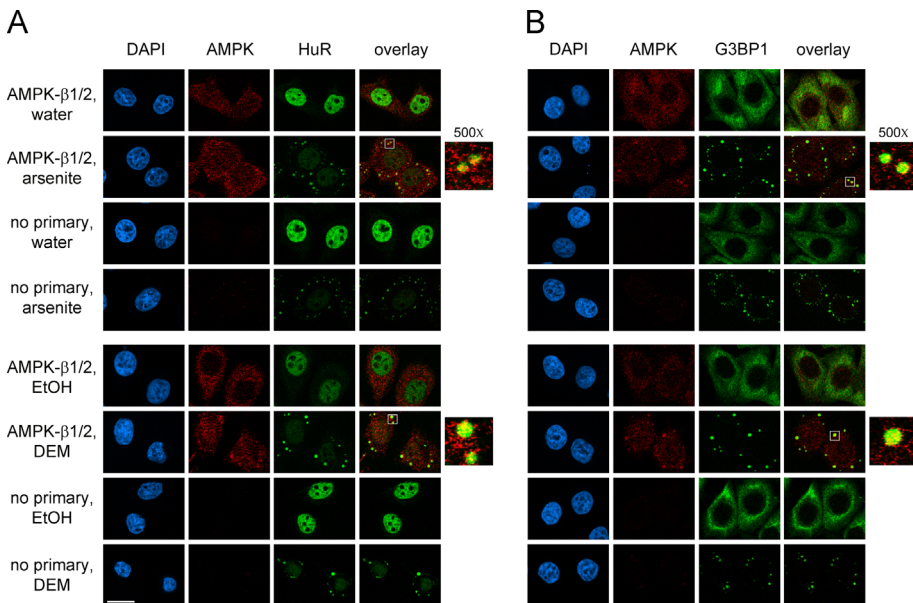 A
B
DAPI AMPK HuR overlay
DAPI AMPK G3BP1 overlay
AMPK-β1/2,
water
500X
500X
AMPK-β1/2,
arsenite
no primary,
water
no primary,
arsenite
AMPK-β1/2,
EtOH
AMPK-β1/2,
DEM
no primary,
EtOH
no primary,
DEM